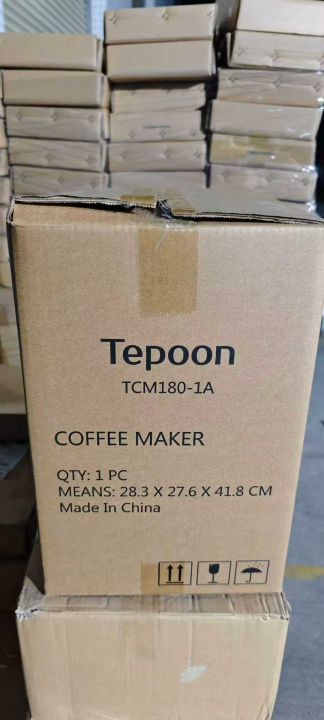 Tepoon
TCM180-1A
COFFEE MAKER
QTY: 1 PC
MEANS: 28.3 X 27.6 X 41.8 CM
Made In China